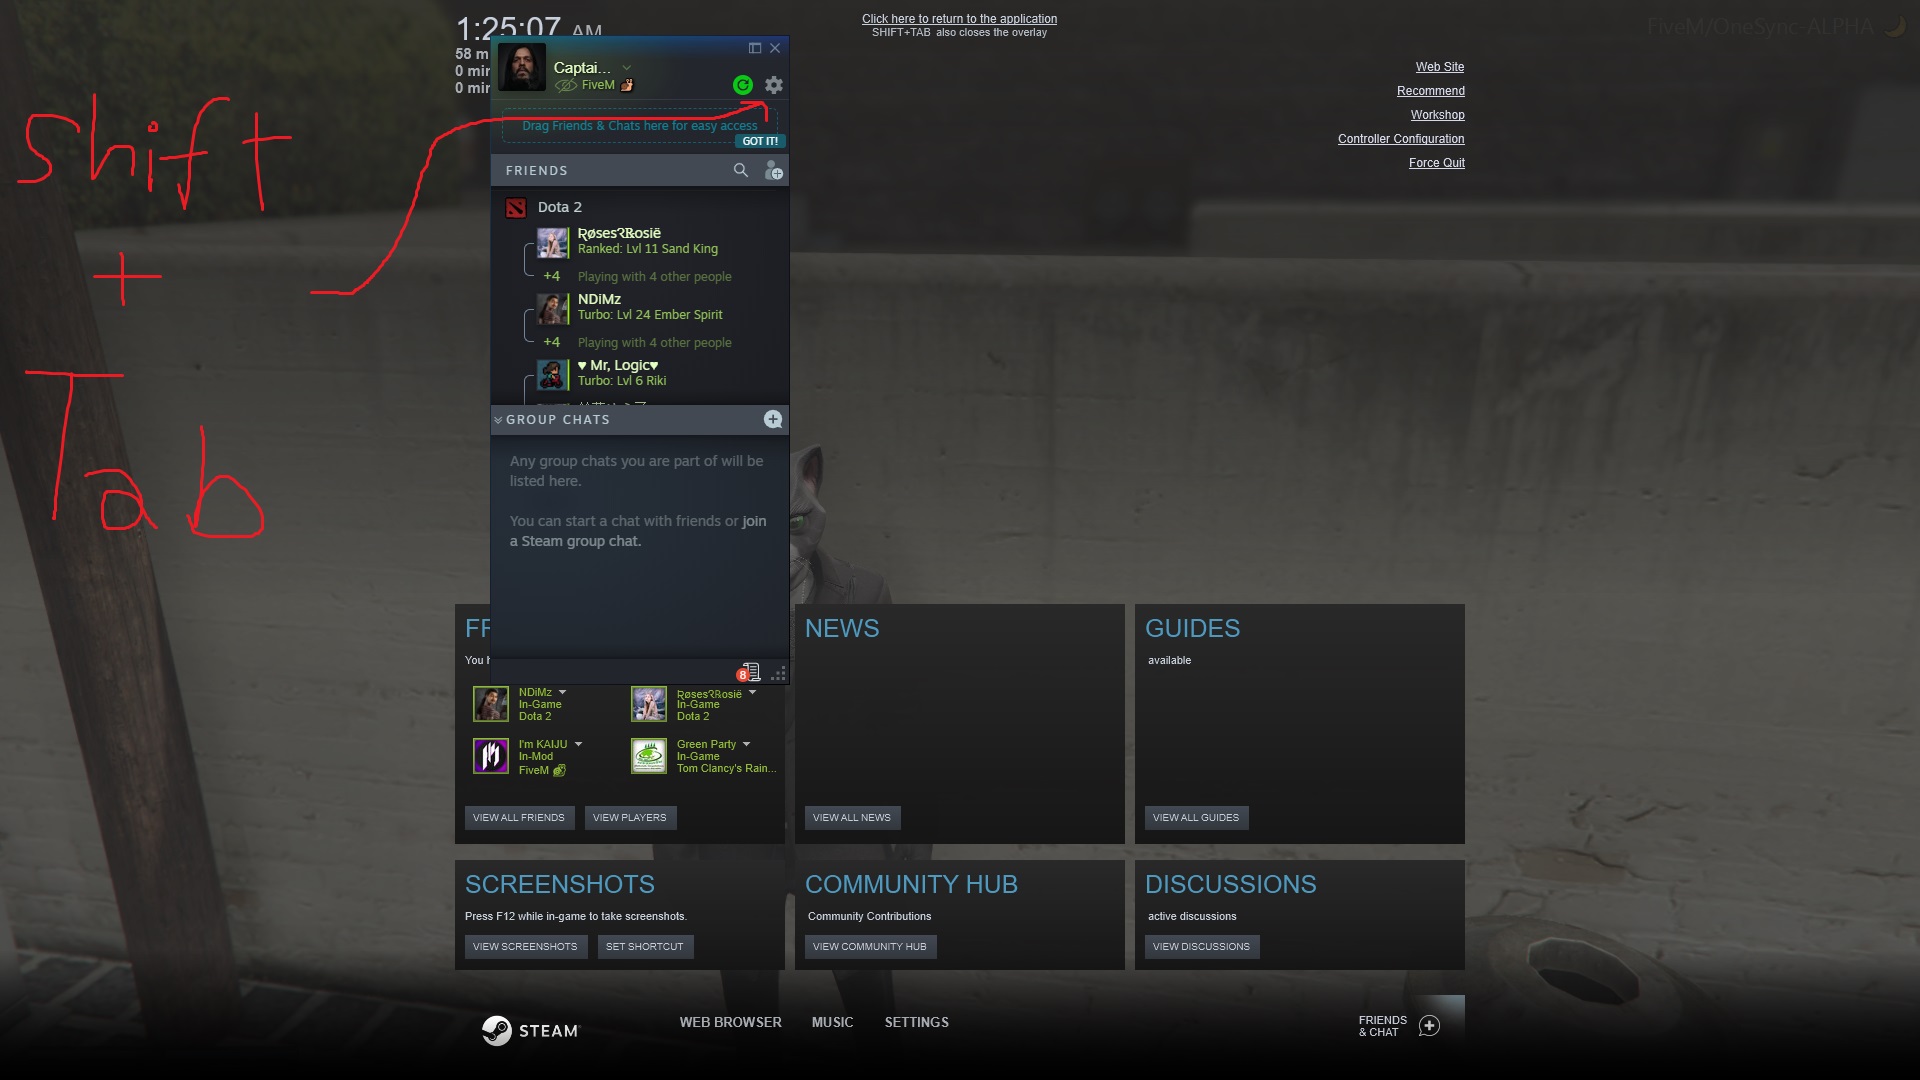 1:25:07 AM
58 m
0 min
0 min
Click here to return to the application
SHIFT+TAB also closes the overlay
FiveM/OneSync-ALPHA
Web Site
Recommend
Workshop
Controller Configuration
Force Quit
Shift
+
Tab
Captai...
FiveM
Drag Friends & Chats here for easy access
GOT IT!
FRIENDS
Dota 2
Ranked: Lvl 11 Sand King
+4 Playing with 4 other people
NDiMz
Turbo: Lvl 24 Ember Spirit
+4 Playing with 4 other people
♥ Mr, Logic♥
Turbo: Lvl 6 Riki
GROUP CHATS
Any group chats you are part of will be
listed here.
You can start a chat with friends or join
a Steam group chat.
8
FR
You h
NDiMz
In-Game
Dota 2
In-Game
Dota 2
I'm KAIJU
In-Mod
FiveM
Green Party
In-Game
Tom Clancy's Rain...
VIEW ALL FRIENDS
VIEW PLAYERS
NEWS
VIEW ALL NEWS
GUIDES
available
VIEW ALL GUIDES
SCREENSHOTS
Press F12 while in-game to take screenshots.
VIEW SCREENSHOTS
SET SHORTCUT
COMMUNITY HUB
Community Contributions
VIEW COMMUNITY HUB
DISCUSSIONS
active discussions
VIEW DISCUSSIONS
STEAM
WEB BROWSER
MUSIC
SETTINGS
FRIENDS
& CHAT